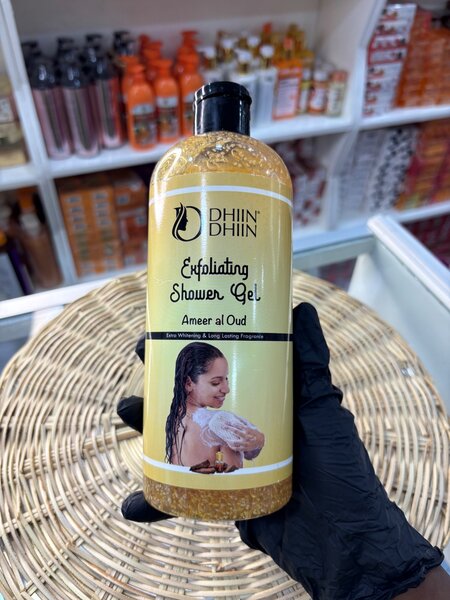 DHIIN®
DHIIN
Exfoliating
Shower Gel
Ameer al Oud
Extra Whitening & Long Lasting Fragrance